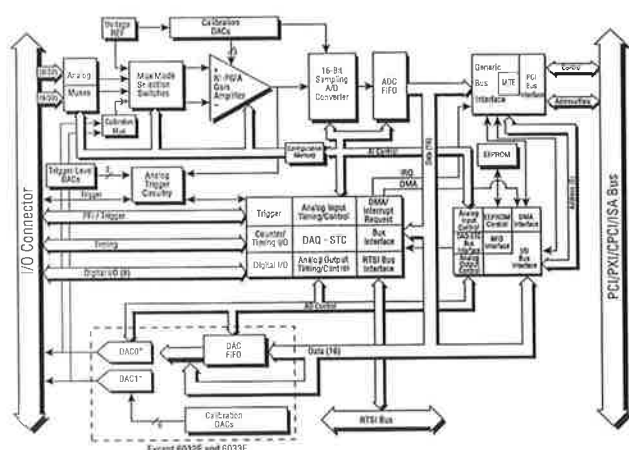 Voltage
REF
Calibration
DACs
Analog
Muxes
Mux Mode
Selection
Switches
Calibration
Mux
NI-PGIA
Gain
Amplifier
16-Bit
Sampling
A/D
Converter
ADC
FIFO
Configuration
Memory
Generic
Bus
Interface
MITE
PCI
Bus
Interface
Control
EEPROM
Data (16)
AI Control
IRQ
DMA
Trigger Level
DACs
2
Analog
Trigger
Circuitry
Trigger
PFI / Trigger
Timing
Digital I/O (8)
I/O Connector
Trigger
Analog Input
Timing/Control
DMA/
Interrupt
Request
Counter/
Timing I/O
DAQ - STC
Bus
Interface
Digital I/O
Analog Output
Timing/Control
RTSI Bus
Interface
Analog
Input
Control
EEPROM
Control
DMA
Interface
DAQ-STC
Bus
Interface
Interface
Analog
Output
Control
I/O
Bus
Interface
PCI/PXI/CPCI/ISA Bus
AO Control
DAC0*
DAC
FIFO
Data (16)
DAC1*
Calibration
DACs
RTSI Bus
Except 6032E and 6033E